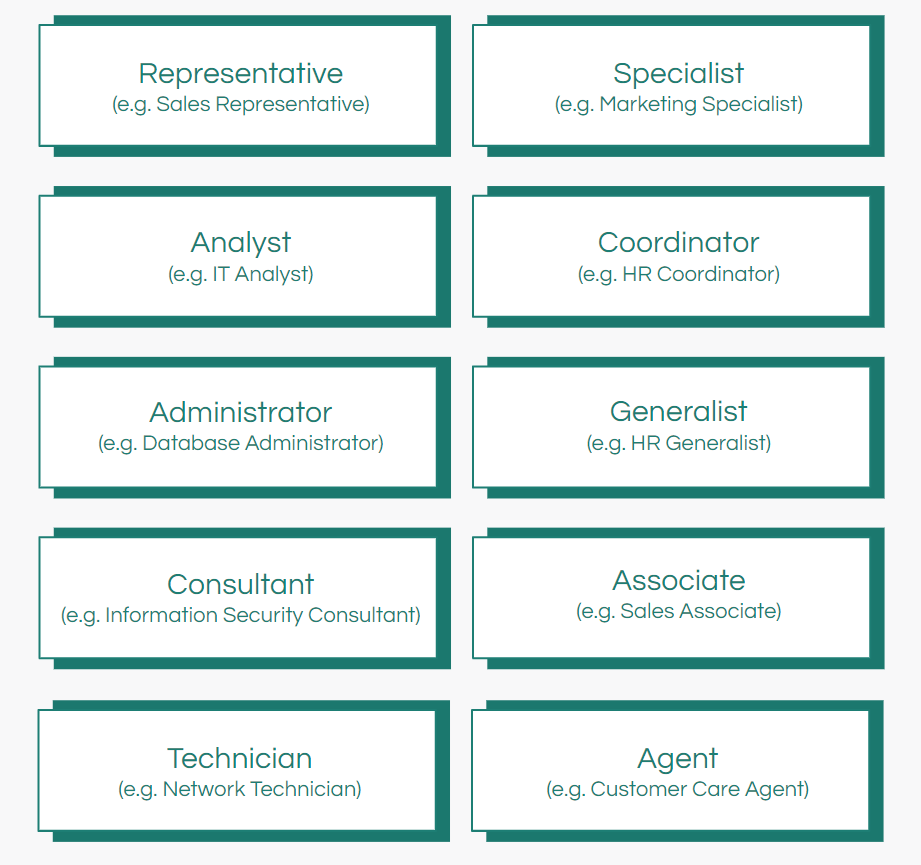 Representative
(e.g. Sales Representative)
Specialist
(e.g. Marketing Specialist)
Analyst
(e.g. IT Analyst)
Coordinator
(e.g. HR Coordinator)
Administrator
(e.g. Database Administrator)
Generalist
(e.g. HR Generalist)
Consultant
(e.g. Information Security Consultant)
Associate
(e.g. Sales Associate)
Technician
(e.g. Network Technician)
Agent
(e.g. Customer Care Agent)